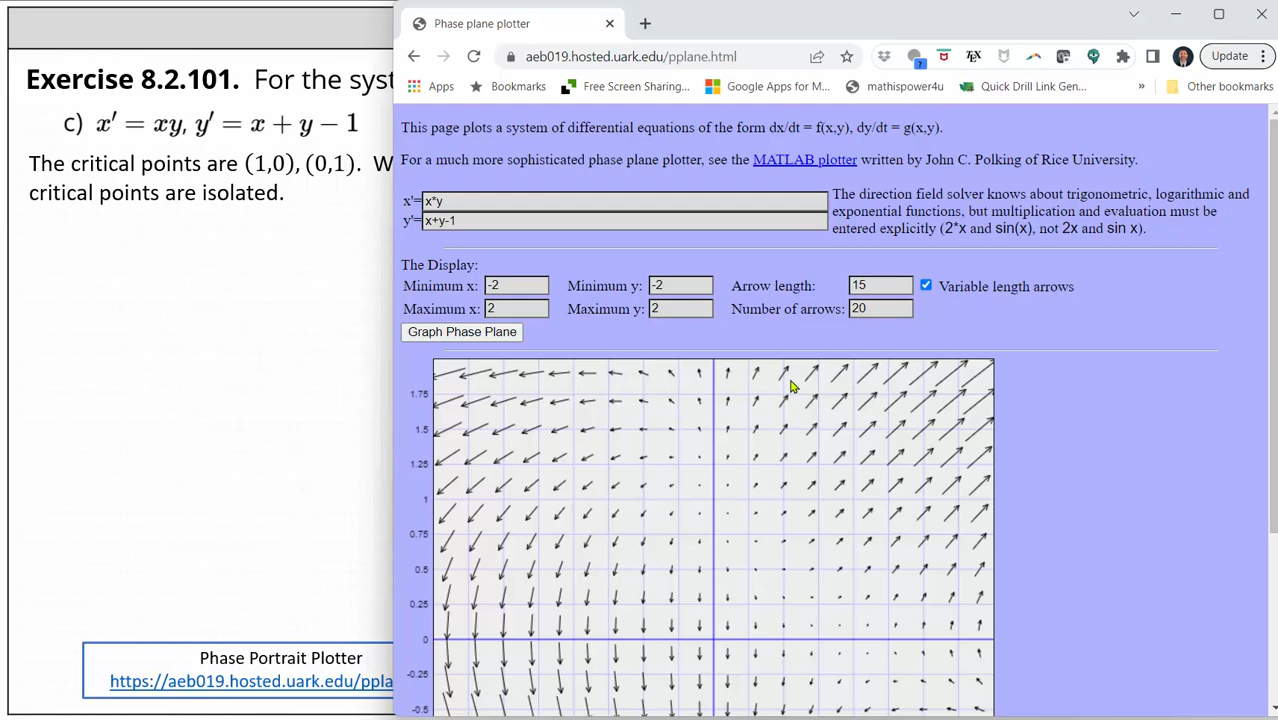 Exercise 8.2.101. For the syst
c) x′ = xy, y′ = x + y − 1
The critical points are (1,0), (0,1). W
critical points are isolated.
Phase Portrait Plotter
https://aeb019.hosted.uark.edu/ppla
Phase plane plotter
aeb019.hosted.uark.edu/pplane.html
Update
Apps Bookmarks Free Screen Sharing... Google Apps for M... mathispower4u Quick Drill Link Gen... » Other bookmarks
This page plots a system of differential equations of the form dx/dt = f(x,y), dy/dt = g(x,y).
For a much more sophisticated phase plane plotter, see the MATLAB plotter written by John C. Polking of Rice University.
x'= x*y
y'= x+y-1
The direction field solver knows about trigonometric, logarithmic and
exponential functions, but multiplication and evaluation must be
entered explicitly (2*x and sin(x), not 2x and sin x).
The Display:
Minimum x: -2 Minimum y: -2 Arrow length: 15 Variable length arrows
Maximum x: 2 Maximum y: 2 Number of arrows: 20
Graph Phase Plane
1.75
1.5
1.25
1
0.75
0.5
0.25
0
-0.25
-0.5